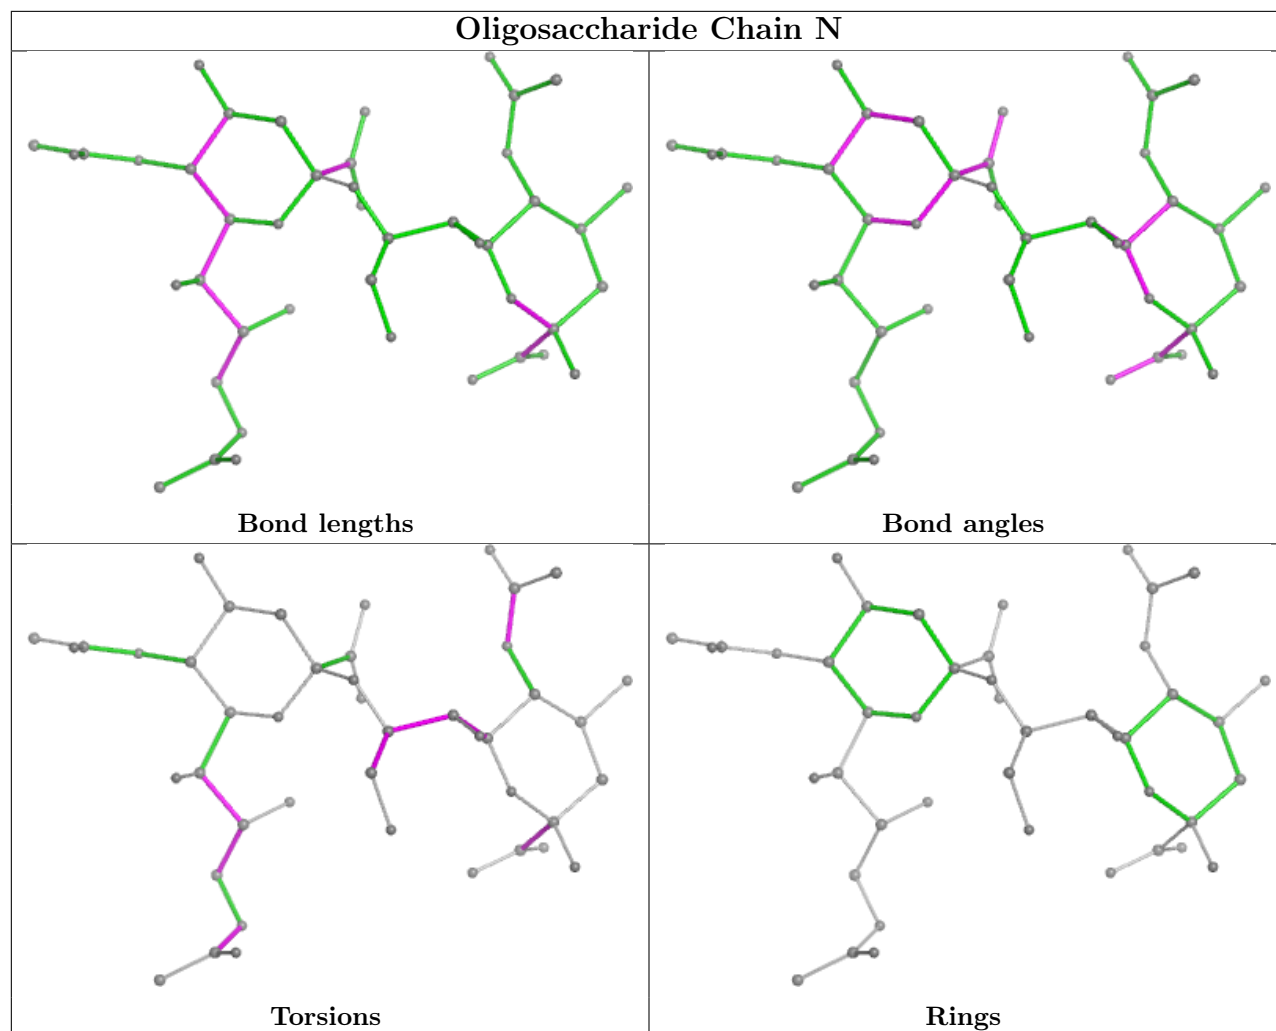 Oligosaccharide Chain N
Bond lengths
Bond angles
Torsions
Rings